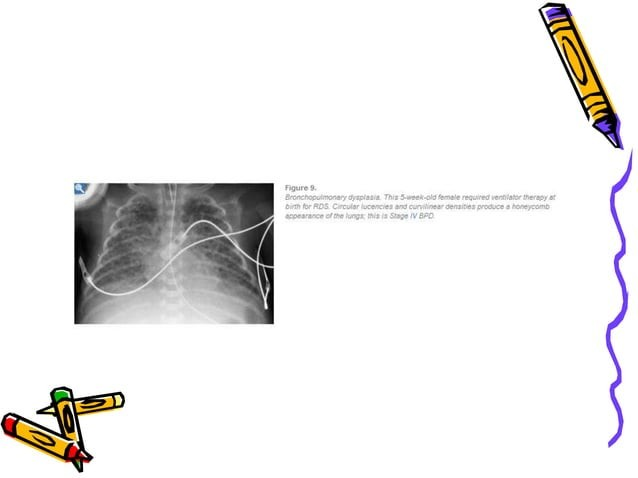 Figure 9.
Bronchopulmonary dysplasia. This 5-week-old female required ventilator therapy at
birth for RDS. Circular lucencies and curvilinear densities produce a honeycomb
appearance of the lungs; this is Stage IV BPD.